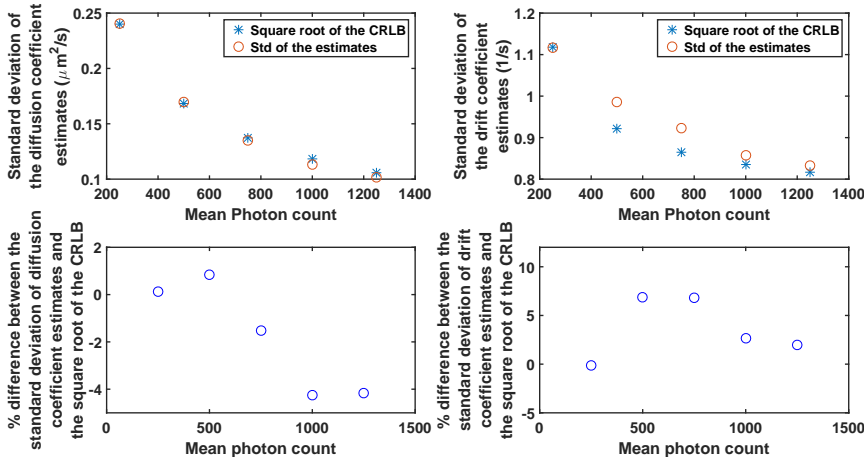 Standard deviation of
the diffusion coefficient
estimates (μ m²/s)
0.25
0.2
0.15
0.1
Square root of the CRLB
Std of the estimates
200 400 600 800 1000 1200 1400
Mean Photon count
Standard deviation of
the drift coefficient
estimates (1/s)
1.2
1.1
1
0.9
0.8
Square root of the CRLB
Std of the estimates
200 400 600 800 1000 1200 1400
Mean Photon count
% difference between the
standard deviation of diffusion
coefficient estimates and
the square root of the CRLB
2
0
-2
-4
0 500 1000 1500
Mean photon count
% difference between the
standard deviation of drift
coefficient estimates and
the square root of the CRLB
10
5
0
-5
0 500 1000 1500
Mean photon count